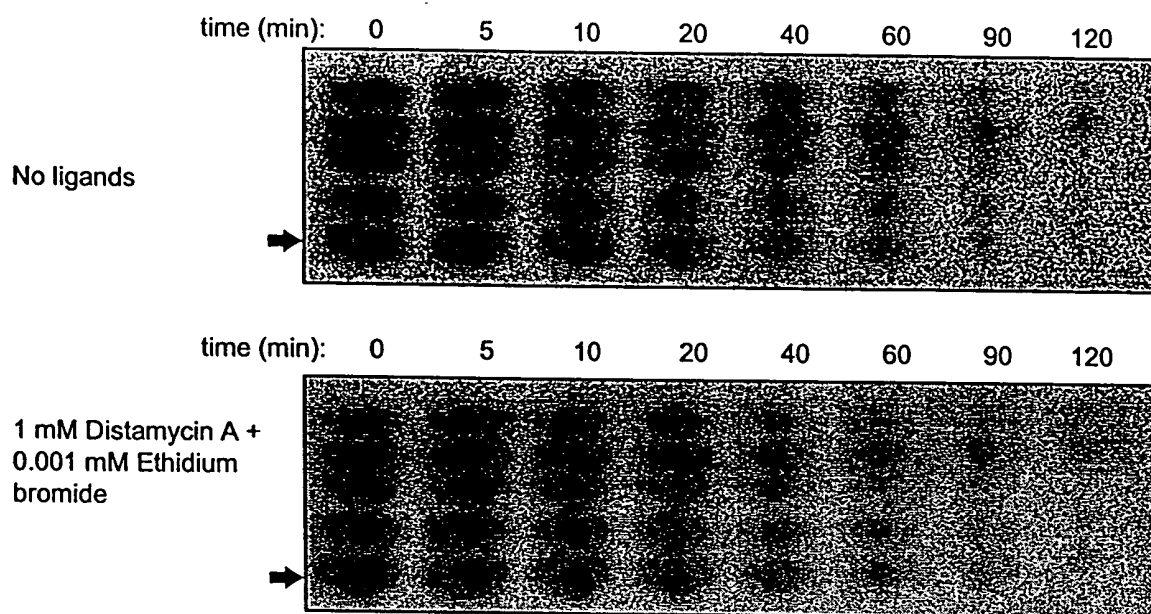 time (min): 0 5 10 20 40 60 90 120
No ligands
time (min): 0 5 10 20 40 60 90 120
1 mM Distamycin A +
0.001 mM Ethidium
bromide